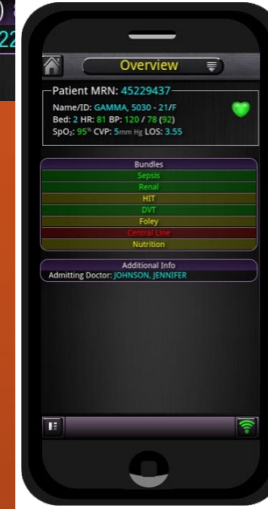 22
Overview
Patient MRN: 45229437
Name/ID: GAMMA, 5030 - 21/F
Bed: 2 HR: 81 BP: 120 / 78 (92)
SpO₂: 95% CVP: 5mm Hg LOS: 3.55
Bundles
Sepsis
Renal
HIT
DVT
Foley
Central Line
Nutrition
Additional Info
Admitting Doctor: JOHNSON, JENNIFER